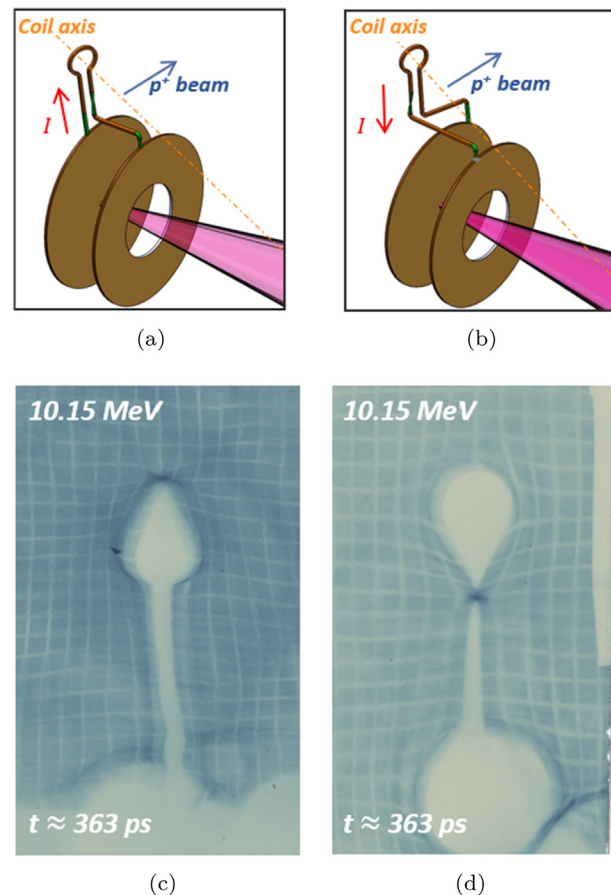 Coil axis
p⁺ beam
I
(a)
Coil axis
p⁺ beam
I
(b)
10.15 MeV
t ≈ 363 ps
(c)
10.15 MeV
t ≈ 363 ps
(d)